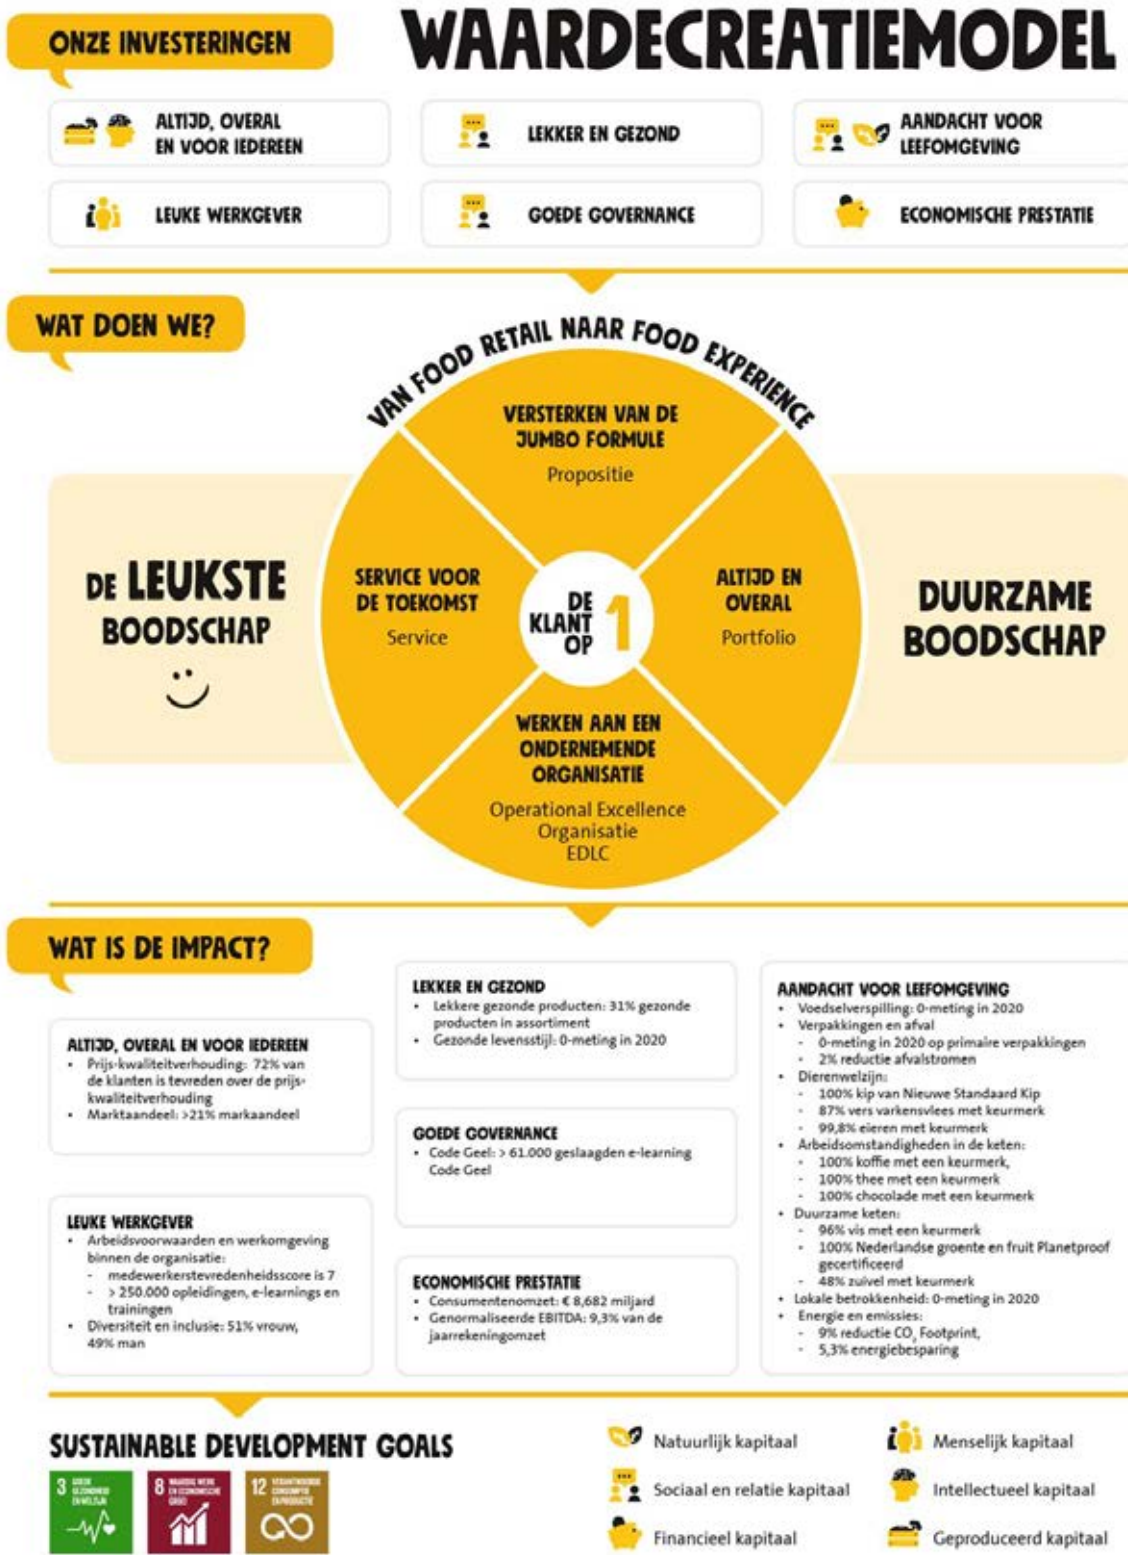 ONZE INVESTERINGEN
WAARDECREATIEMODEL
ALTIJD, OVERAL
EN VOOR IEDEREEN
LEKKER EN GEZOND
AANDACHT VOOR
LEEFOMGEVING
LEUKE WERKGEVER
GOEDE GOVERNANCE
ECONOMISCHE PRESTATIE
WAT DOEN WE?
VAN FOOD RETAIL NAAR FOOD EXPERIENCE
VERSTERKEN VAN DE
JUMBO FORMULE
Propositie
DE LEUKSTE
BOODSCHAP
SERVICE VOOR
DE TOEKOMST
Service
DE
KLANT
OP 1
ALTIJD EN
OVERAL
Portfolio
DUURZAME
BOODSCHAP
WERKEN AAN EEN
ONDERNEMENDE
ORGANISATIE
Operational Excellence
Organisatie
EDLC
WAT IS DE IMPACT?
ALTIJD, OVERAL EN VOOR IEDEREEN
• Prijs-kwaliteitverhouding: 72% van
de klanten is tevreden over de prijs-
kwaliteitverhouding
• Marktaandeel: >21% markaandeel
LEUKE WERKGEVER
• Arbeidsvoorwaarden en werkomgeving
binnen de organisatie:
- medewerkerstevredenheidsscore is 7
- > 250.000 opleidingen, e-learnings en
trainingen
• Diversiteit en inclusie: 51% vrouw,
49% man
LEKKER EN GEZOND
• Lekkere gezonde producten: 31% gezonde
producten in assortiment
• Gezonde levensstijl: 0-meting in 2020
GOEDE GOVERNANCE
• Code Geel: > 61.000 geslaagden e-learning
Code Geel
ECONOMISCHE PRESTATIE
• Consumentenomzet: € 8,682 miljard
• Genormaliseerde EBITDA: 9,3% van de
jaarrekeningomzet
AANDACHT VOOR LEEFOMGEVING
• Voedselverspilling: 0-meting in 2020
• Verpakkingen en afval
- 0-meting in 2020 op primaire verpakkingen
- 2% reductie afvalstromen
• Dierenwelzijn:
- 100% kip van Nieuwe Standaard Kip
- 87% vers varkensvlees met keurmerk
- 99,8% eieren met keurmerk
• Arbeidsomstandigheden in de keten:
- 100% koffie met een keurmerk,
- 100% thee met een keurmerk
- 100% chocolade met een keurmerk
• Duurzame keten:
- 96% vis met een keurmerk
- 100% Nederlandse groente en fruit Planetproof
gecertificeerd
- 48% zuivel met keurmerk
• Lokale betrokkenheid: 0-meting in 2020
• Energie en emissies:
- 9% reductie CO₂ Footprint,
- 5,3% energiebesparing
SUSTAINABLE DEVELOPMENT GOALS
3 GOEDE
GEZONDHEID
EN WELZIJN
8 WAARDIG WERK
EN ECONOMISCHE
GROEI
12 VERANTWOORDE
CONSUMPTIE
EN PRODUCTIE
Natuurlijk kapitaal
Menselijk kapitaal
Sociaal en relatie kapitaal
Intellectueel kapitaal
Financieel kapitaal
Geproduceerd kapitaal